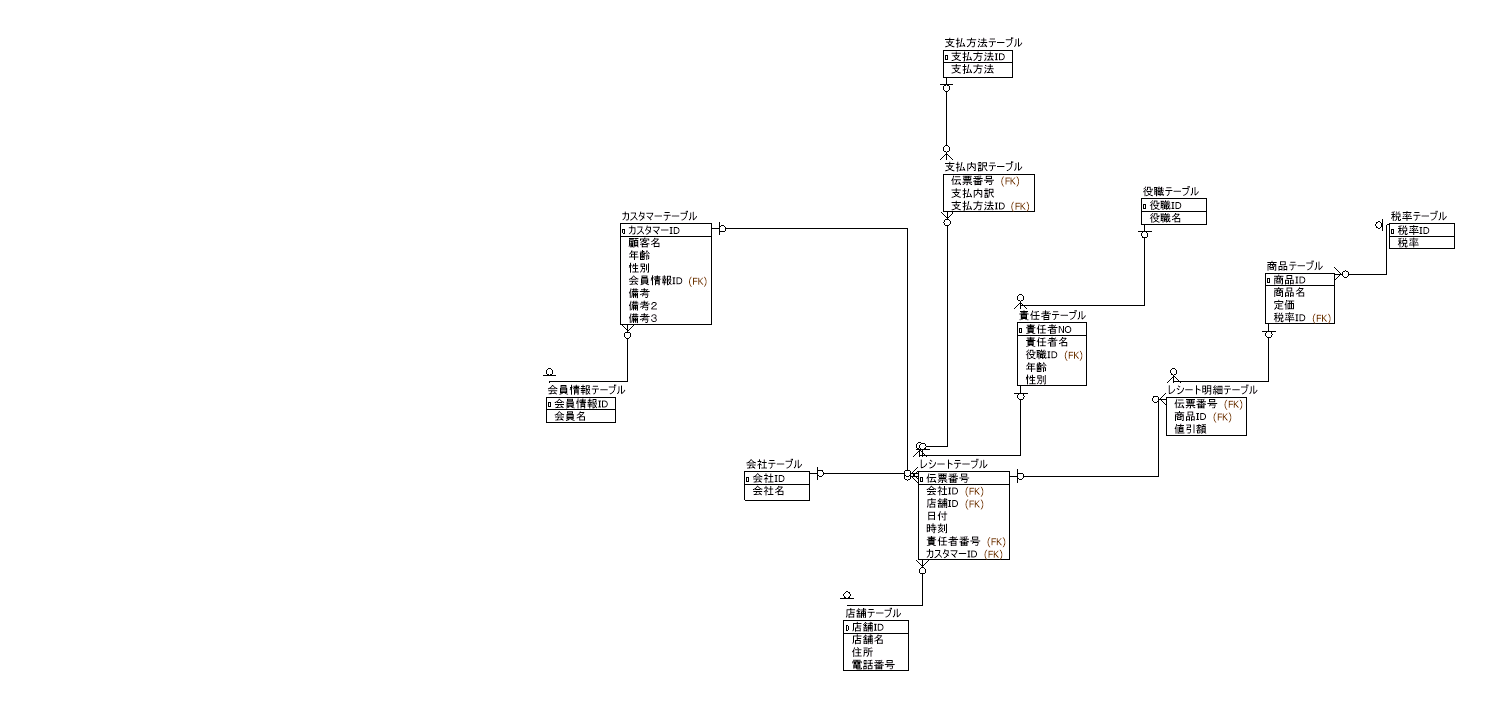 支払方法テーブル
支払方法ID
支払方法
支払内訳テーブル
伝票番号 (FK)
支払内訳
支払方法ID (FK)
役職テーブル
役職ID
役職名
税率テーブル
税率ID
税率
カスタマーテーブル
カスタマーID
顧客名
年齢
性別
会員情報ID (FK)
備考
備考2
備考3
商品テーブル
商品ID
商品名
定価
税率ID (FK)
責任者テーブル
責任者NO
責任者名
役職ID (FK)
年齢
性別
会員情報テーブル
会員情報ID
会員名
レシート明細テーブル
伝票番号 (FK)
商品ID (FK)
値引額
会社テーブル
会社ID
会社名
レシートテーブル
伝票番号
会社ID (FK)
店舗ID (FK)
日付
時刻
責任者番号 (FK)
カスタマーID (FK)
店舗テーブル
店舗ID
店舗名
住所
電話番号